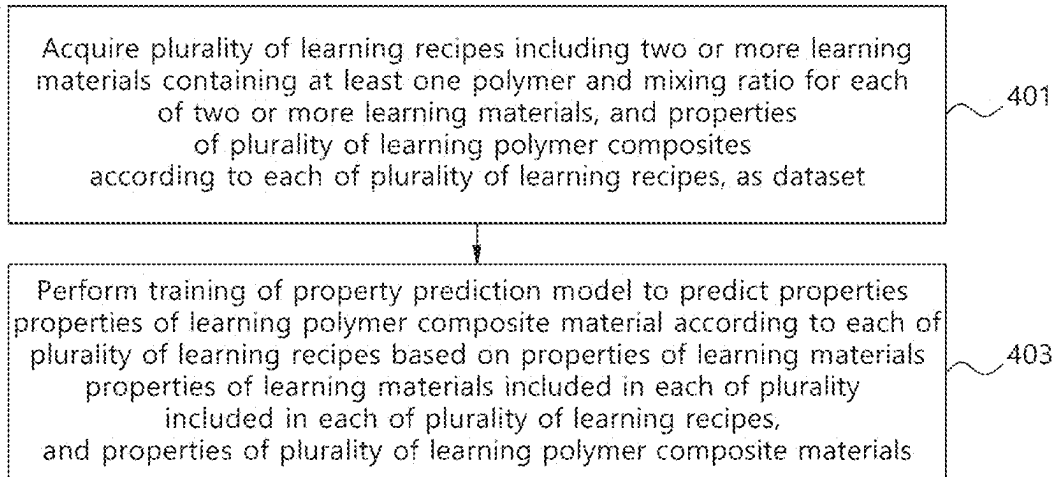 Acquire plurality of learning recipes including two or more learning
materials containing at least one polymer and mixing ratio for each
of two or more learning materials, and properties
of plurality of learning polymer composites
according to each of plurality of learning recipes, as dataset
401
Perform training of property prediction model to predict properties
properties of learning polymer composite material according to each of
plurality of learning recipes based on properties of learning materials
properties of learning materials included in each of plurality
included in each of plurality of learning recipes,
and properties of plurality of learning polymer composite materials
403